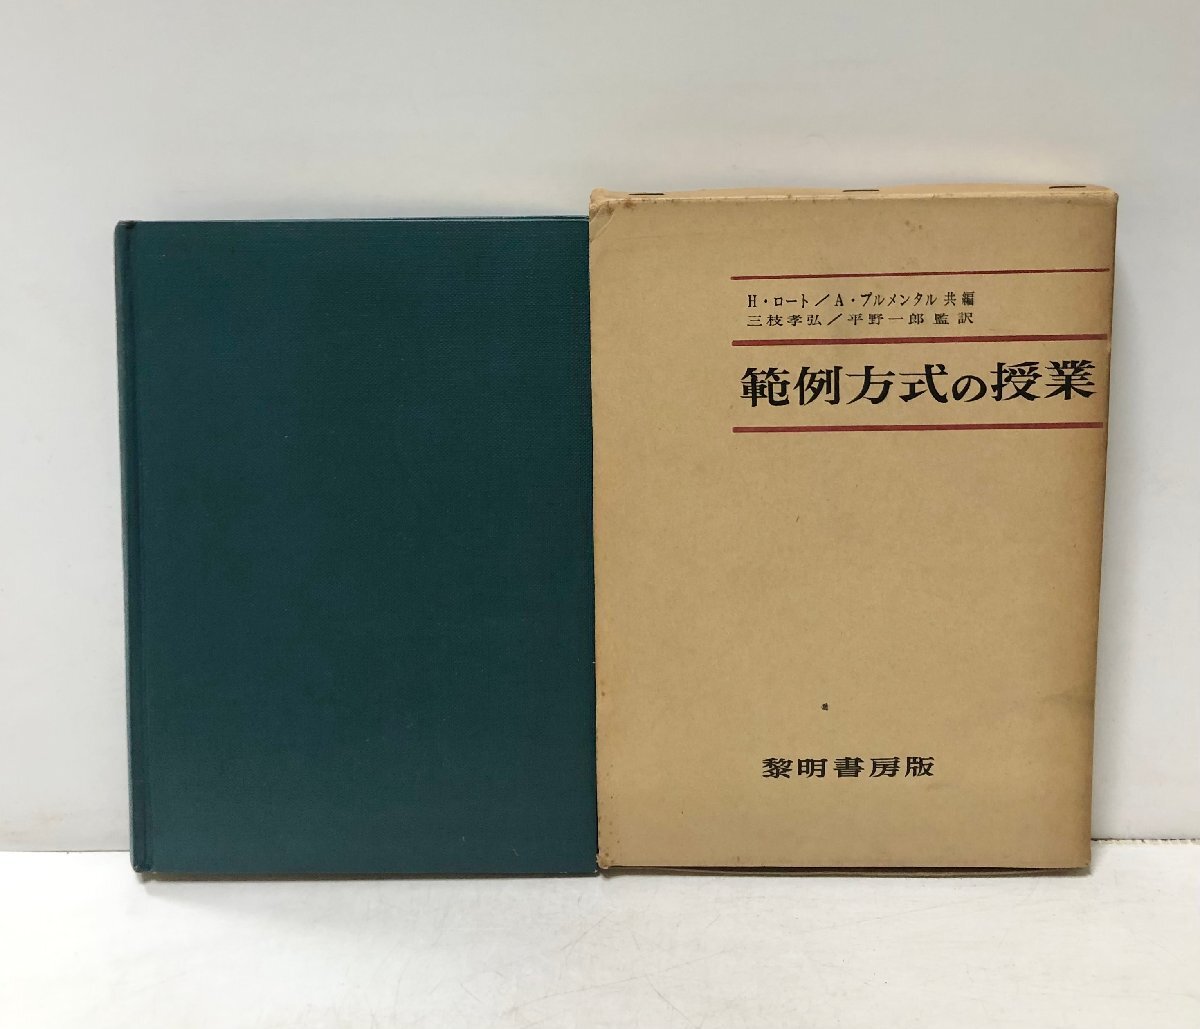 H・ロート／A・ブルメンタル 共編
三枝孝弘／平野一郎 監訳
範例方式の授業
黎明書房版